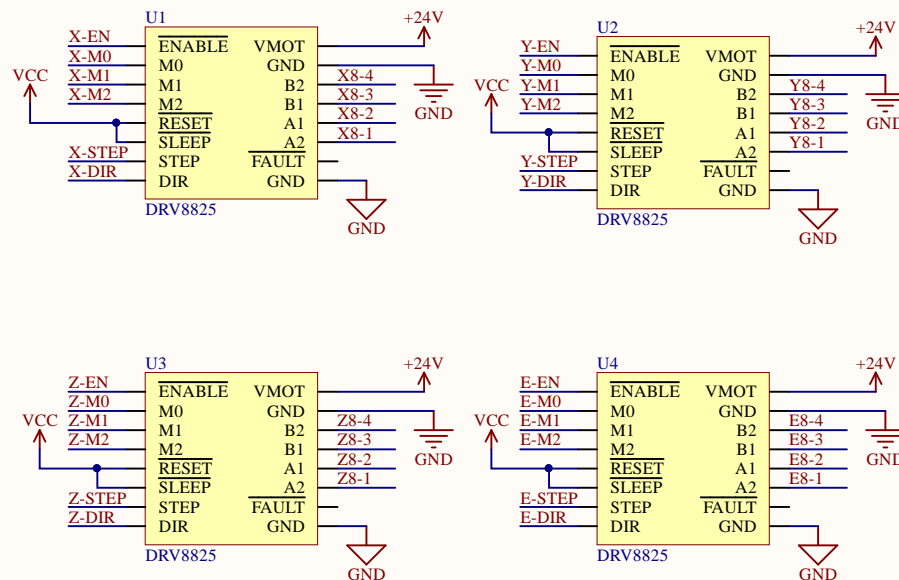 U1
+24V
X-EN ENABLE VMOT
X-M0 M0 GND
VCC X-M1 M1 B2 X8-4
X-M2 M2 B1 X8-3 GND
RESET A1 X8-2
SLEEP A2 X8-1
X-STEP STEP FAULT
X-DIR DIR GND
DRV8825
GND
U2
+24V
Y-EN ENABLE VMOT
Y-M0 M0 GND
VCC Y-M1 M1 B2 Y8-4
Y-M2 M2 B1 Y8-3 GND
RESET A1 Y8-2
SLEEP A2 Y8-1
Y-STEP STEP FAULT
Y-DIR DIR GND
DRV8825
GND
U3
+24V
Z-EN ENABLE VMOT
Z-M0 M0 GND
VCC Z-M1 M1 B2 Z8-4
Z-M2 M2 B1 Z8-3 GND
RESET A1 Z8-2
SLEEP A2 Z8-1
Z-STEP STEP FAULT
Z-DIR DIR GND
DRV8825
GND
U4
+24V
E-EN ENABLE VMOT
E-M0 M0 GND
VCC E-M1 M1 B2 E8-4
E-M2 M2 B1 E8-3 GND
RESET A1 E8-2
SLEEP A2 E8-1
E-STEP STEP FAULT
E-DIR DIR GND
DRV8825
GND